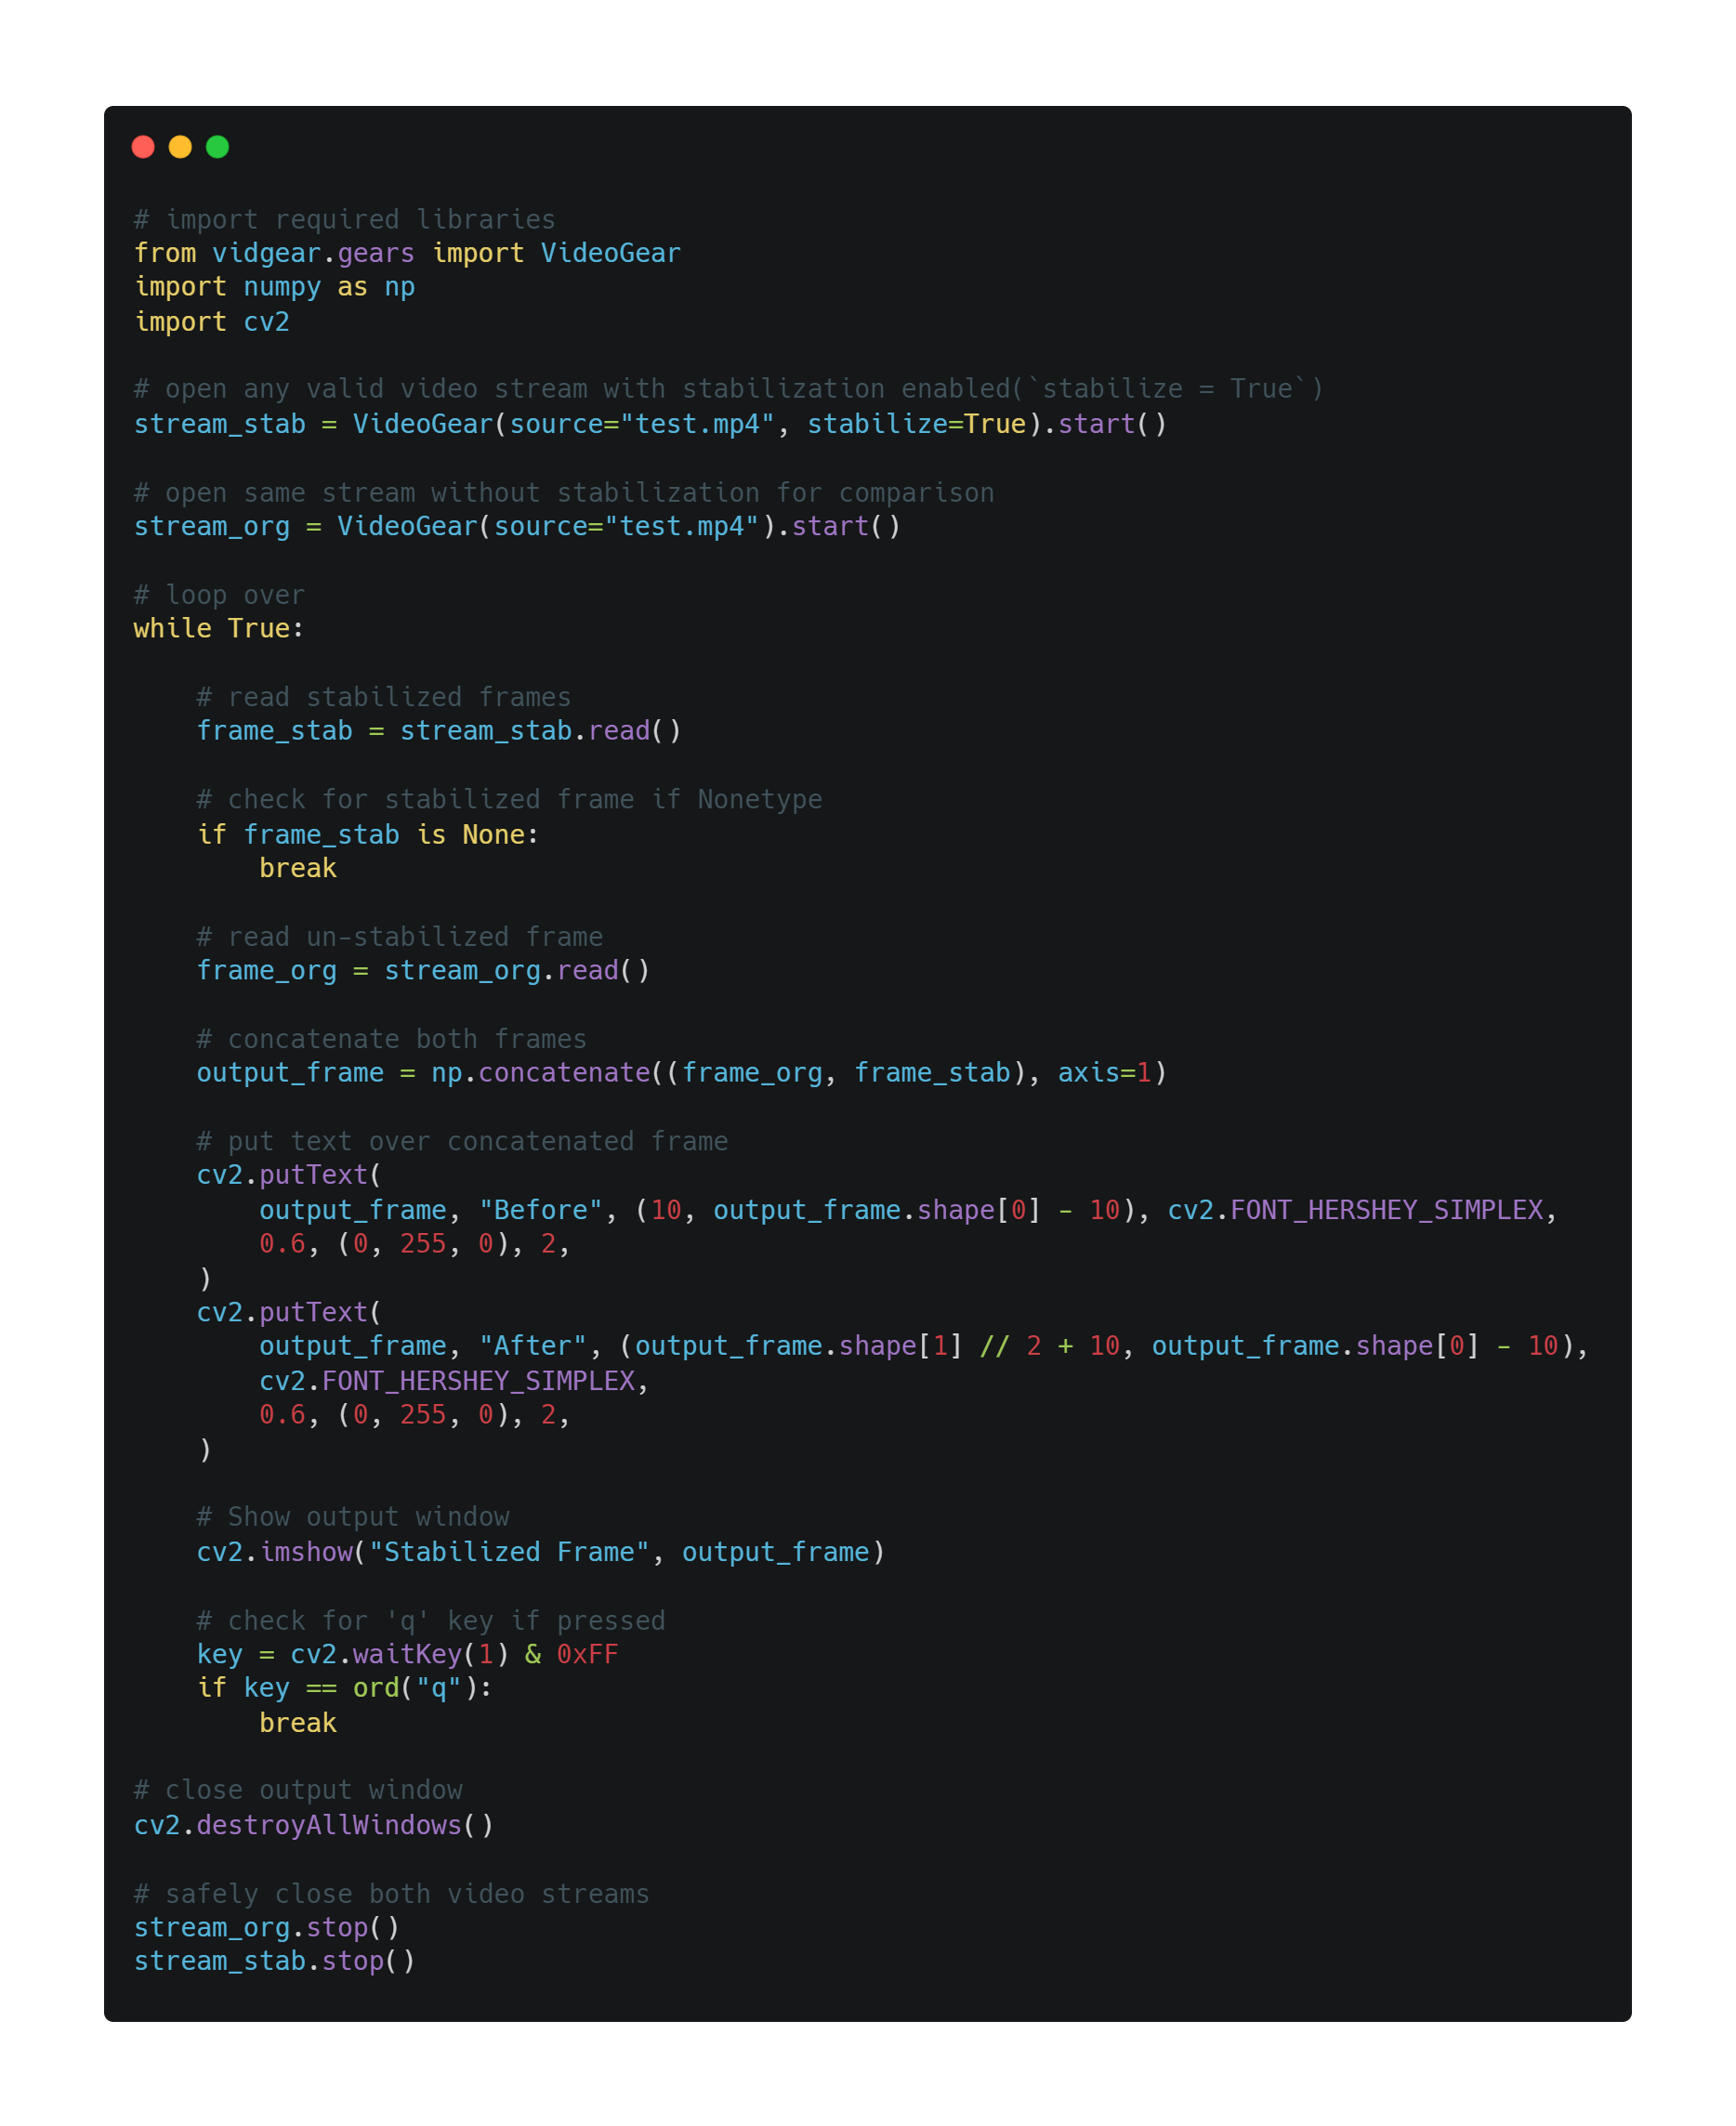 # import required libraries
from vidgear.gears import VideoGear
import numpy as np
import cv2

# open any valid video stream with stabilization enabled(`stabilize = True`)
stream_stab = VideoGear(source="test.mp4", stabilize=True).start()

# open same stream without stabilization for comparison
stream_org = VideoGear(source="test.mp4").start()

# loop over
while True:

    # read stabilized frames
    frame_stab = stream_stab.read()

    # check for stabilized frame if Nonetype
    if frame_stab is None:
        break

    # read un-stabilized frame
    frame_org = stream_org.read()

    # concatenate both frames
    output_frame = np.concatenate((frame_org, frame_stab), axis=1)

    # put text over concatenated frame
    cv2.putText(
        output_frame, "Before", (10, output_frame.shape[0] - 10), cv2.FONT_HERSHEY_SIMPLEX,
        0.6, (0, 255, 0), 2,
    )
    cv2.putText(
        output_frame, "After", (output_frame.shape[1] // 2 + 10, output_frame.shape[0] - 10),
        cv2.FONT_HERSHEY_SIMPLEX,
        0.6, (0, 255, 0), 2,
    )

    # Show output window
    cv2.imshow("Stabilized Frame", output_frame)

    # check for 'q' key if pressed
    key = cv2.waitKey(1) & 0xFF
    if key == ord("q"):
        break

# close output window
cv2.destroyAllWindows()

# safely close both video streams
stream_org.stop()
stream_stab.stop()